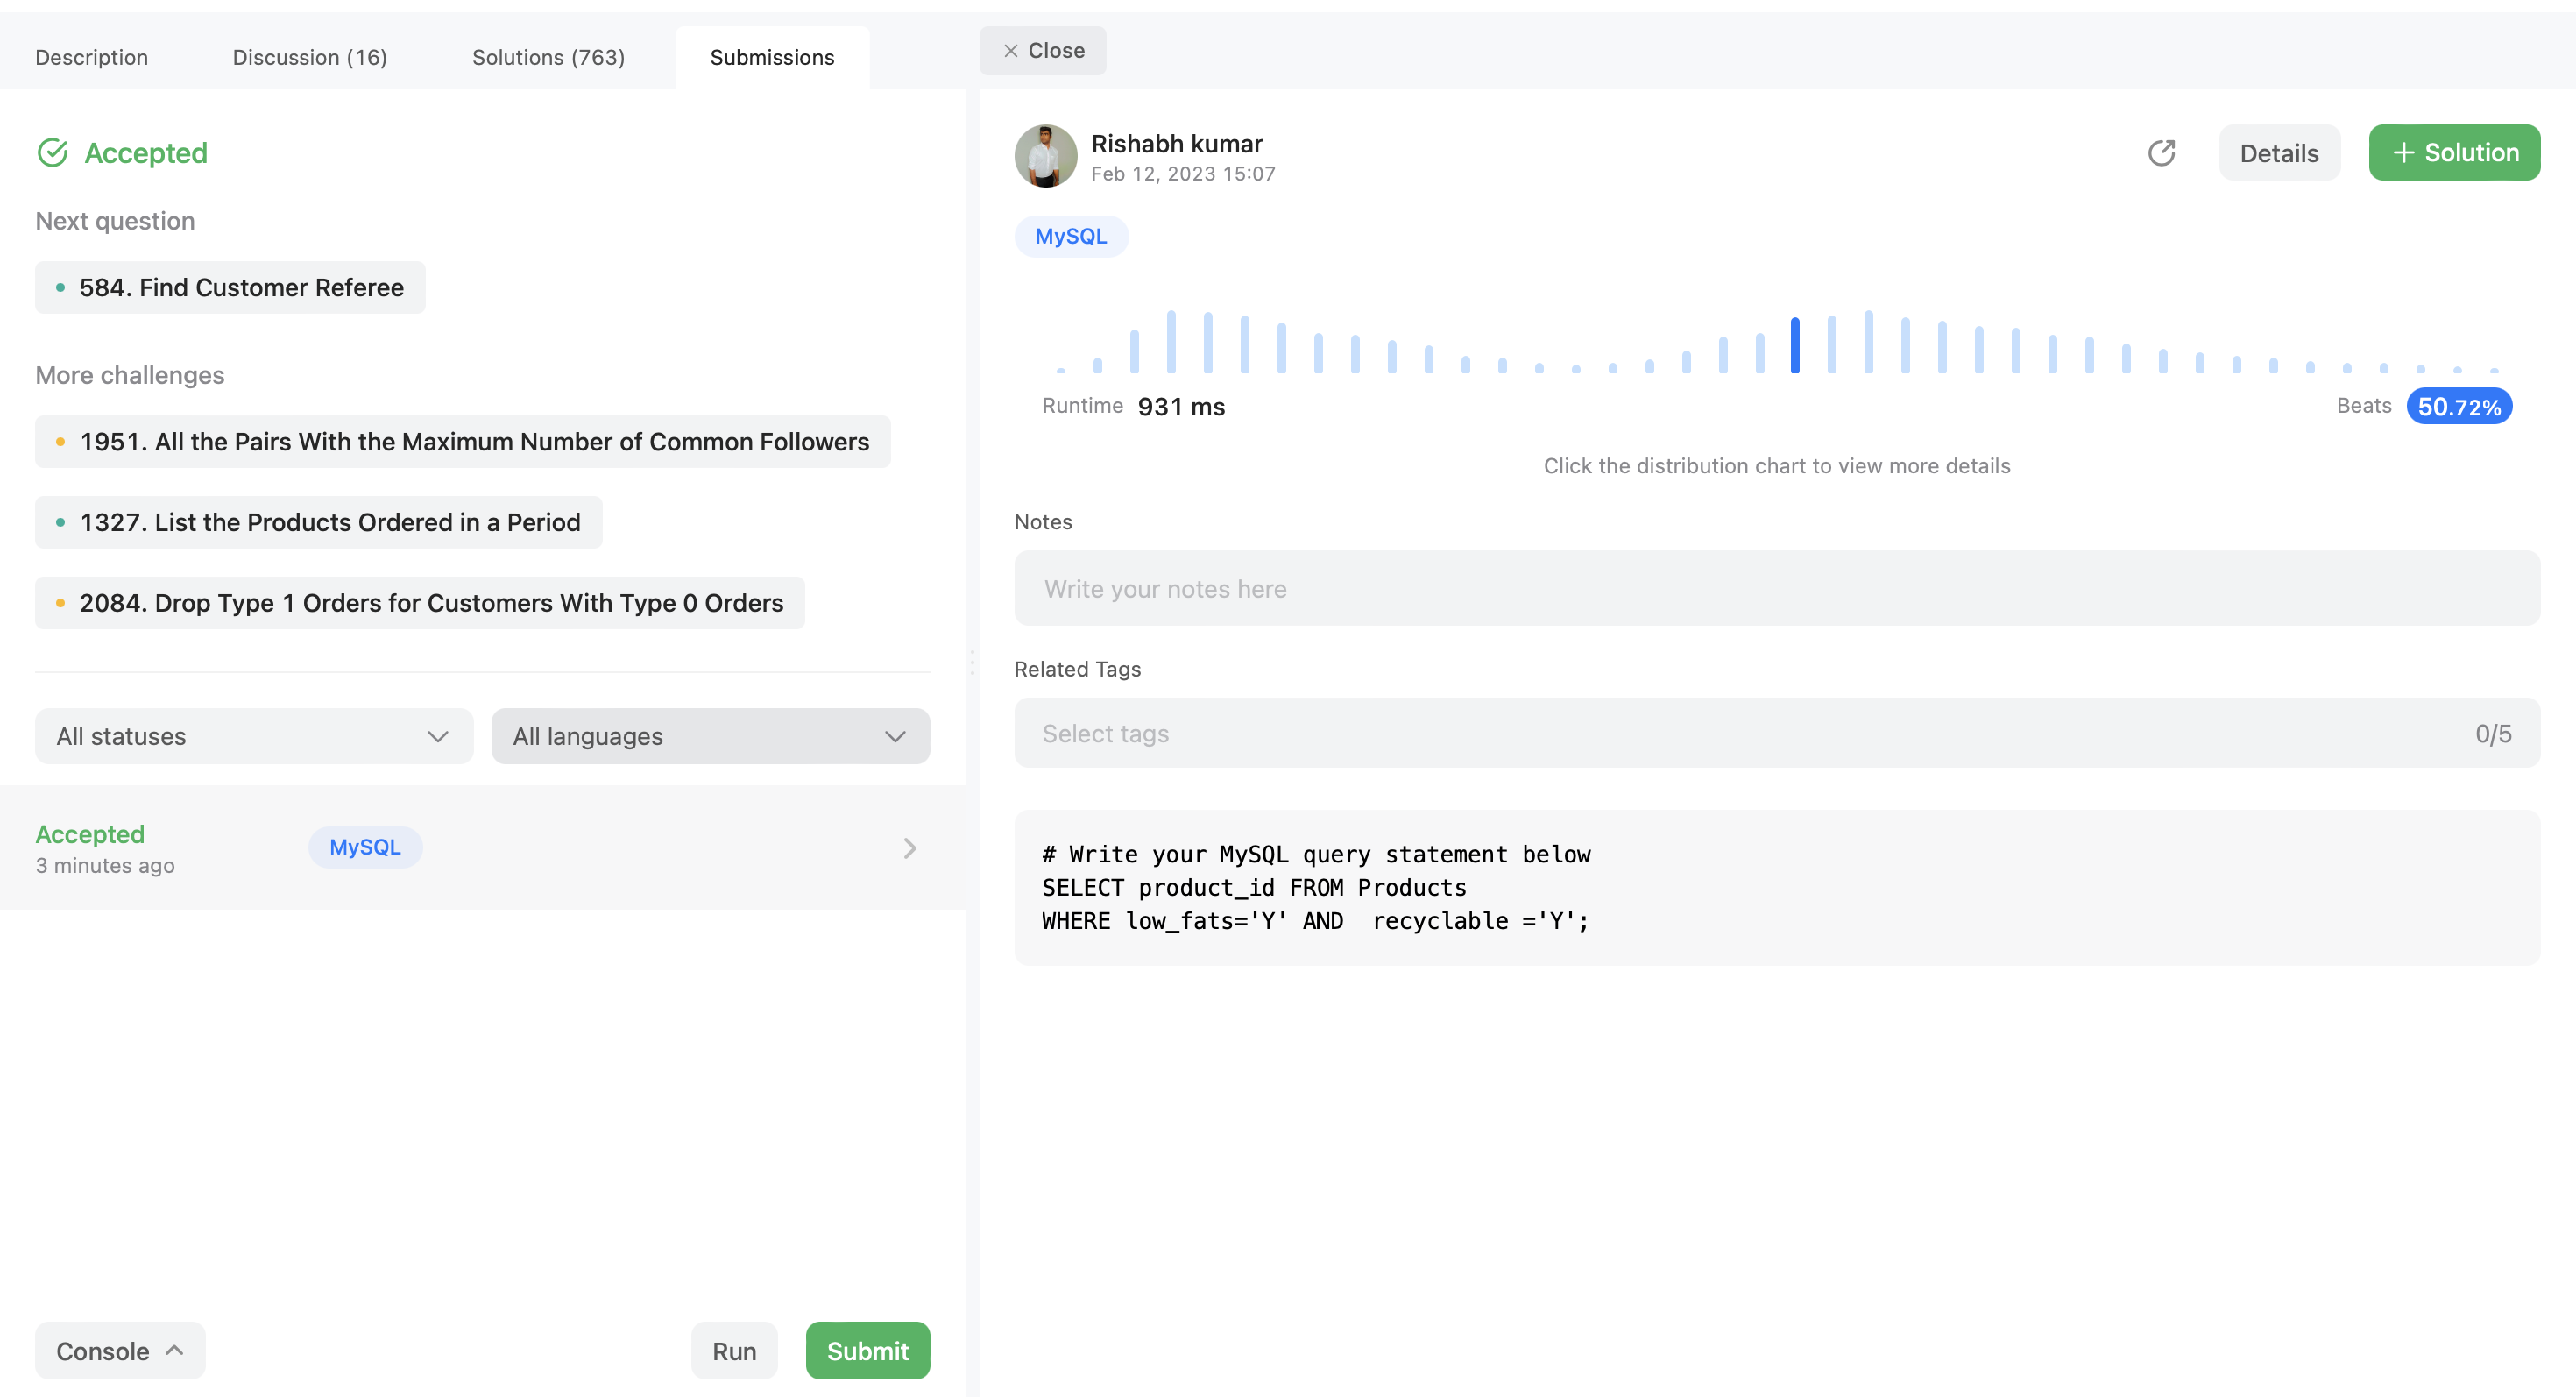 Description
Discussion (16)
Solutions (763)
Submissions
Close
Accepted
Next question
584. Find Customer Referee
More challenges
1951. All the Pairs With the Maximum Number of Common Followers
1327. List the Products Ordered in a Period
2084. Drop Type 1 Orders for Customers With Type 0 Orders
All statuses
All languages
Accepted
3 minutes ago
MySQL
Console
Run
Submit
Rishabh kumar
Feb 12, 2023 15:07
Details
+ Solution
MySQL
Runtime 931 ms
Beats 50.72%
Click the distribution chart to view more details
Notes
Write your notes here
Related Tags
Select tags
0/5
# Write your MySQL query statement below
SELECT product_id FROM Products
WHERE low_fats='Y' AND  recyclable ='Y';